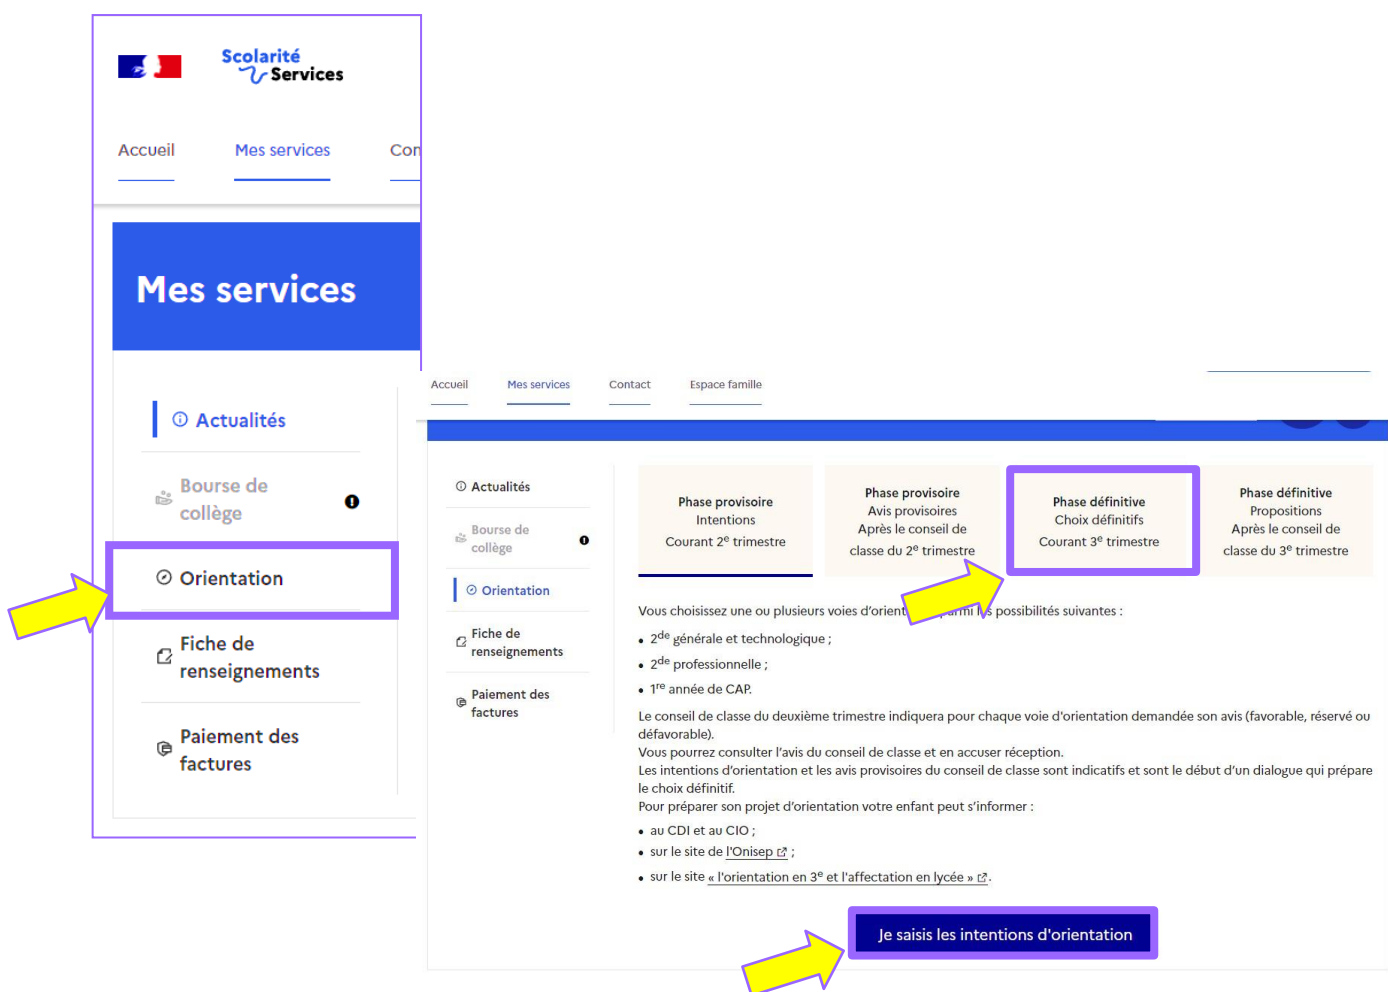 Scolarité
Services
Accueil
Mes services
Con
Mes services
Actualités
Bourse de
collège
Orientation
Fiche de
renseignements
Paiement des
factures
Accueil
Mes services
Contact
Espace famille
Actualités
Bourse de
collège
Orientation
Fiche de
renseignements
Paiement des
factures
Phase provisoire
Intentions
Courant 2e trimestre
Phase provisoire
Avis provisoires
Après le conseil de
classe du 2e trimestre
Phase définitive
Choix définitifs
Courant 3e trimestre
Phase définitive
Propositions
Après le conseil de
classe du 3e trimestre
Vous choisissez une ou plusieurs voies d'orient parmi les possibilités suivantes :
• 2de générale et technologique ;
• 2de professionnelle ;
• 1re année de CAP.
Le conseil de classe du deuxième trimestre indiquera pour chaque voie d'orientation demandée son avis (favorable, réservé ou
défavorable).
Vous pourrez consulter l'avis du conseil de classe et en accuser réception.
Les intentions d'orientation et les avis provisoires du conseil de classe sont indicatifs et sont le début d'un dialogue qui prépare
le choix définitif.
Pour préparer son projet d'orientation votre enfant peut s'informer :
• au CDI et au CIO ;
• sur le site de l'Onisep ;
• sur le site « l'orientation en 3e et l'affectation en lycée ».
Je saisis les intentions d'orientation